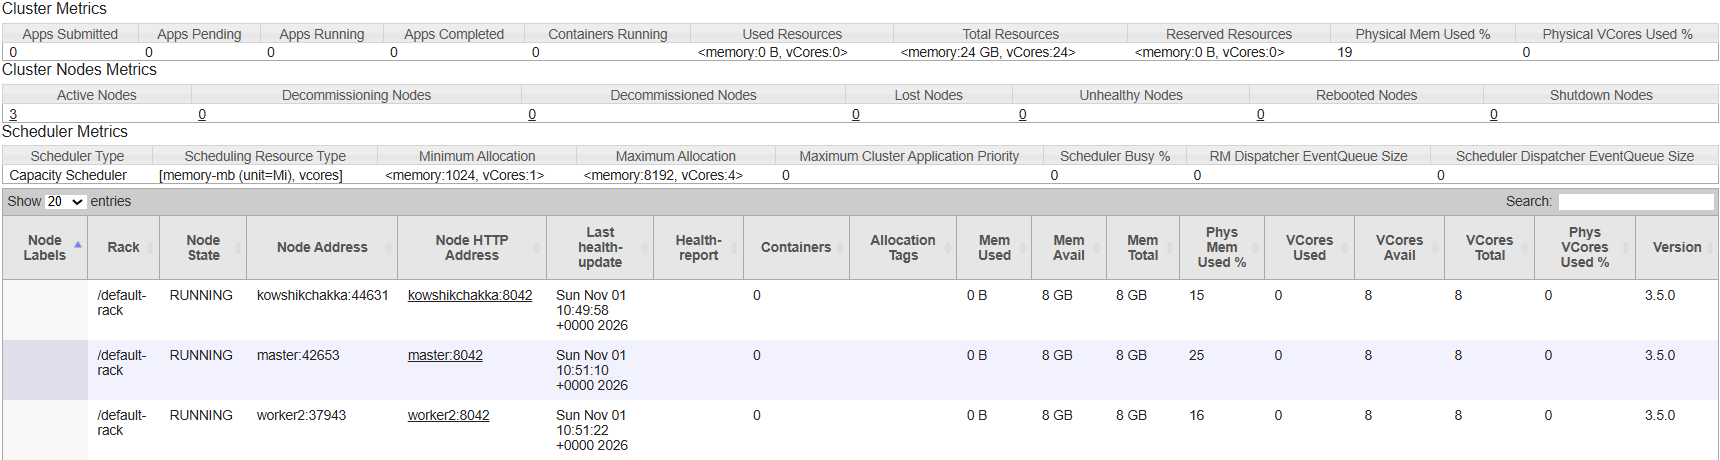 Cluster Metrics
Apps Submitted Apps Pending Apps Running Apps Completed Containers Running Used Resources Total Resources Reserved Resources Physical Mem Used % Physical VCores Used %
0 0 0 0 0 <memory:0 B, vCores:0> <memory:24 GB, vCores:24> <memory:0 B, vCores:0> 19 0
Cluster Nodes Metrics
Active Nodes Decommissioning Nodes Decommissioned Nodes Lost Nodes Unhealthy Nodes Rebooted Nodes Shutdown Nodes
3 0 0 0 0 0 0
Scheduler Metrics
Scheduler Type Scheduling Resource Type Minimum Allocation Maximum Allocation Maximum Cluster Application Priority Scheduler Busy % RM Dispatcher EventQueue Size Scheduler Dispatcher EventQueue Size
Capacity Scheduler [memory-mb (unit=Mi), vcores] <memory:1024, vCores:1> <memory:8192, vCores:4> 0 0 0 0
Show 20 entries Search:
Node Labels Rack Node State Node Address Node HTTP Address Last health-update Health-report Containers Allocation Tags Mem Used Mem Avail Mem Total Phys Mem Used % VCores Used VCores Avail VCores Total Phys VCores Used % Version
/default-rack RUNNING kowshikchakka:44631 kowshikchakka:8042 Sun Nov 01 10:49:58 +0000 2026 0 0 B 8 GB 8 GB 15 0 8 8 0 3.5.0
/default-rack RUNNING master:42653 master:8042 Sun Nov 01 10:51:10 +0000 2026 0 0 B 8 GB 8 GB 25 0 8 8 0 3.5.0
/default-rack RUNNING worker2:37943 worker2:8042 Sun Nov 01 10:51:22 +0000 2026 0 0 B 8 GB 8 GB 16 0 8 8 0 3.5.0